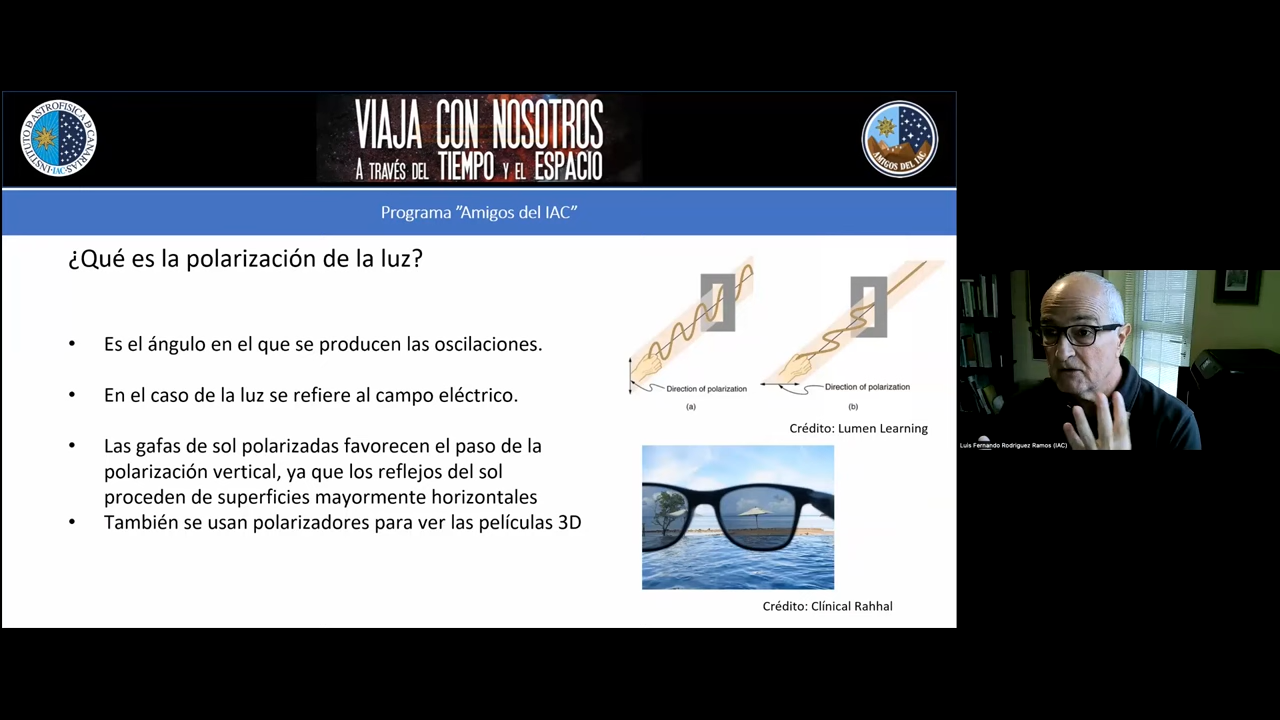 INSTITUTO D ASTROFISICA D CANARIAS
·IAC·
VIAJA CON NOSOTROS
A TRAVÉS DEL TIEMPO Y EL ESPACIO
AMIGOS DEL IAC
Programa ”Amigos del IAC”
¿Qué es la polarización de la luz?
• Es el ángulo en el que se producen las oscilaciones.
• En el caso de la luz se refiere al campo eléctrico.
• Las gafas de sol polarizadas favorecen el paso de la
polarización vertical, ya que los reflejos del sol
proceden de superficies mayormente horizontales
• También se usan polarizadores para ver las películas 3D
Direction of polarization
(a)
Direction of polarization
(b)
Crédito: Lumen Learning
Crédito: Clínical Rahhal
Luis Fernando Rodríguez Ramos (IAC)